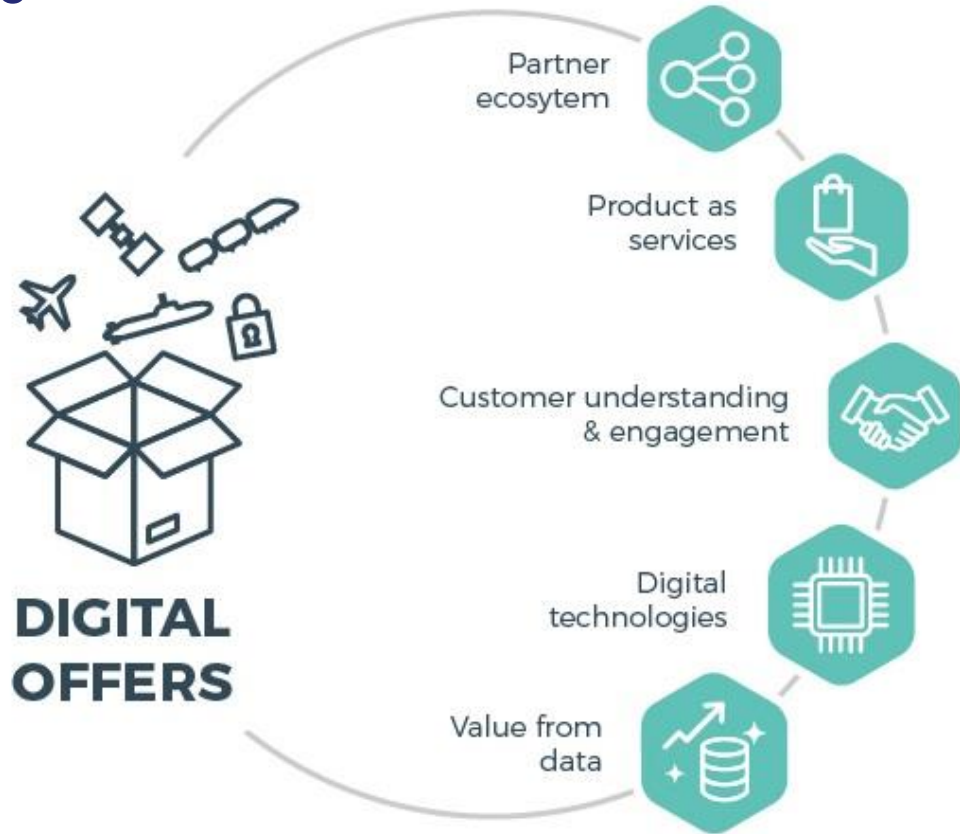 Partner
ecosytem
Product as
services
Customer understanding
& engagement
Digital
technologies
Value from
data
DIGITAL
OFFERS